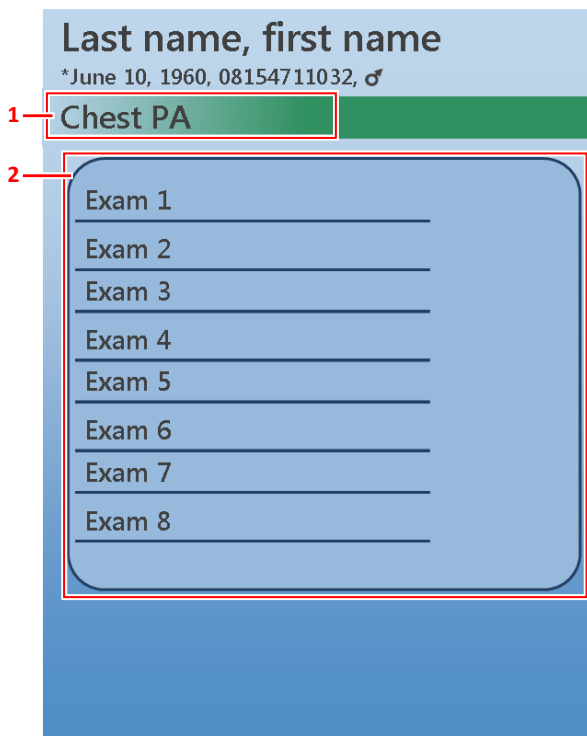 Last name, first name
*June 10, 1960, 08154711032, ♂
1
Chest PA
2
Exam 1
Exam 2
Exam 3
Exam 4
Exam 5
Exam 6
Exam 7
Exam 8